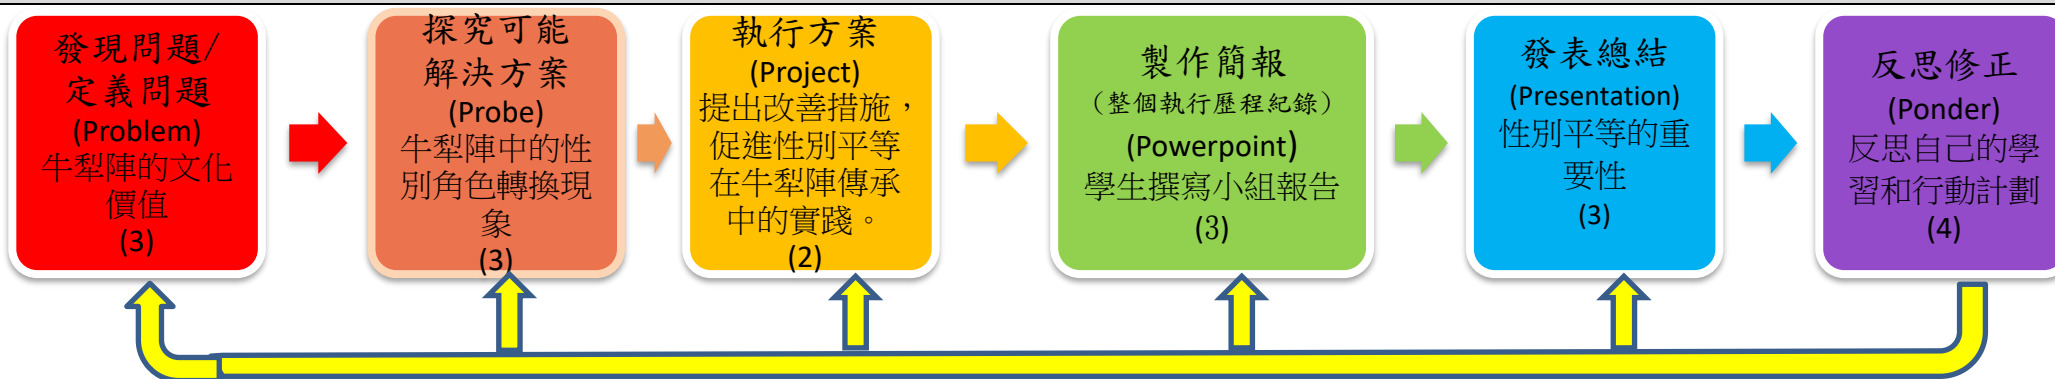 發現問題/
定義問題
(Problem)
牛犁陣的文化
價值
(3)
探究可能
解決方案
(Probe)
牛犁陣中的性
別角色轉換現
象
(3)
執行方案
(Project)
提出改善措施，
促進性別平等
在牛犁陣傳承
中的實踐。
(2)
製作簡報
（整個執行歷程紀錄）
(Powerpoint)
學生撰寫小組報告
(3)
發表總結
(Presentation)
性別平等的重
要性
(3)
反思修正
(Ponder)
反思自己的學
習和行動計劃
(4)